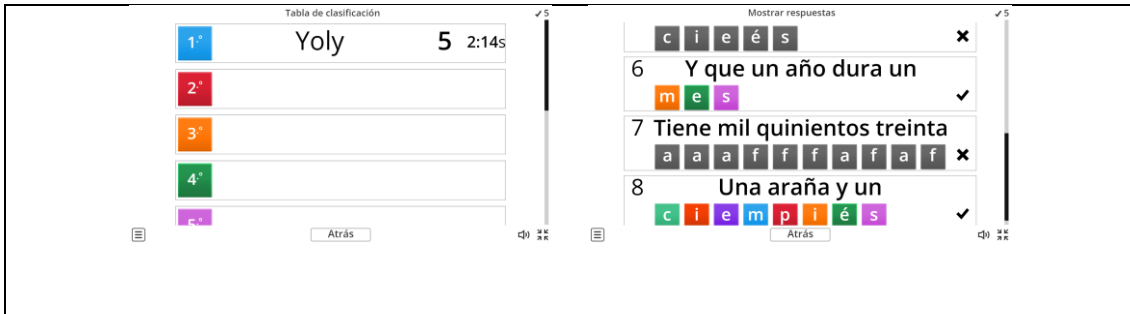 Tabla de clasificación
✓5
1.º Yoly 5 2:14s
2.º
3.º
4.º
5.º
Atrás
Mostrar respuestas
✓5
c i e é s
6 Y que un año dura un
m e s
7 Tiene mil quinientos treinta
a a a f f f f a f a f
8 Una araña y un
c i e m p i é s
Atrás